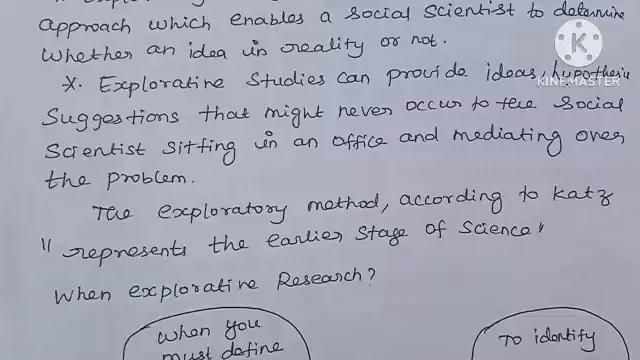 approach which enables a social scientist to determine
whether an idea in reality or not.
* Explorative Studies can provide ideas, hypothesis
KINEMASTER
suggestions that might never occur to the social
scientist sitting in an office and mediating over
the problem.
The exploratory method, according to Katz
"represents the earlier stage of science"
When explorative Research?
When you
must define
To identify